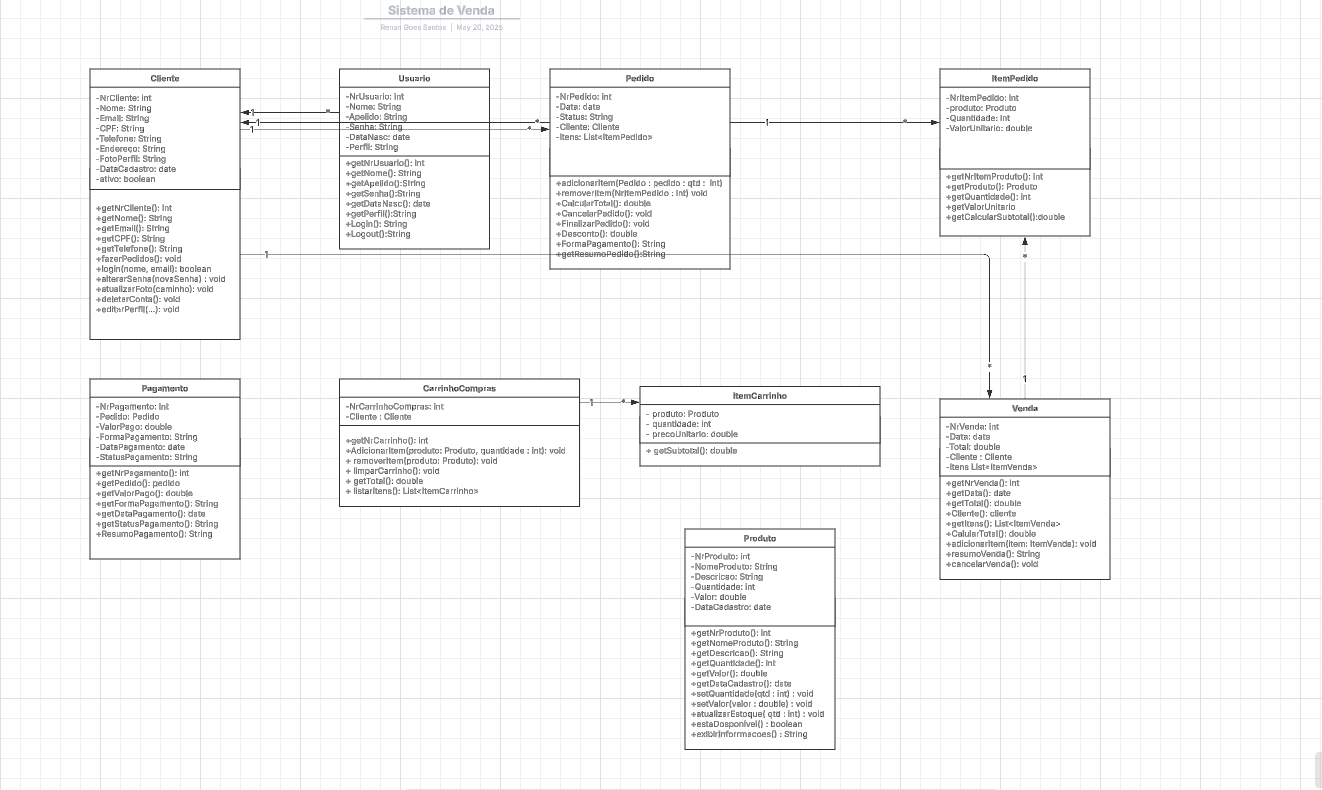 Sistema de Venda
Renan Goes Santos | May 20, 2025
Cliente
-NrCliente: int
-Nome: String
-Email: String
-CPF: String
-Telefone: String
-Endereço: String
-FotoPerfil: String
-DataCadastro: date
-ativo: boolean
+getNrCliente(): int
+getNome(): String
+getEmail(): String
+getCPF(): String
+getTelefone(): String
+fazerPedidos(): void
+login(nome, email): boolean
+alterarSenha(novaSenha) : void
+atualizarFoto(caminho): void
+deletarConta(): void
+editarPerfil(...): void
Usuario
-NrUsuario: int
-Nome: String
-Apelido: String
-Senha: String
-DataNasc: date
-Perfil: String
+getNrUsuario(): int
+getNome(): String
+getApelido():String
+getSenha():String
+getDataNasc(): date
+getPerfil():String
+Login(): String
+Logout():String
Pedido
-NrPedido: int
-Data: date
-Status: String
-Cliente: Cliente
-Itens: List<ItemPedido>
+adicionarItem(Pedido : pedido : qtd : int)
+removerItem(NrItemPedido : int) void
+CalcularTotal(): double
+CancelarPedido(): void
+FinalizarPedido(): void
+Desconto(): double
+FormaPagamento(): String
+getResumoPedido():String
ItemPedido
-NrItemPedido: int
-produto: Produto
-Quantidade: int
-ValorUnitario: double
+getNrItemProduto(): int
+getProduto(): Produto
+getQuantidade(): int
+getValorUnitario
+getCalcularSubtotal():double
1
*
1
*
1
*
1
*
1
*
*
1
Pagamento
-NrPagamento: int
-Pedido: Pedido
-ValorPago: double
-FormaPagamento: String
-DataPagamento: date
-StatusPagamento: String
+getNrPagamento(): int
+getPedido(): pedido
+getValorPago(): double
+getFormaPagamento(): String
+getDataPagamento(): date
+getStatusPagamento(): String
+ResumoPagamento(): String
CarrinhoCompras
-NrCarrinhoCompras: int
-Cliente : Cliente
+getNrCarrinho(): int
+AdicionarItem(produto: Produto, quantidade : int): void
+ removerItem(produto: Produto): void
+ limparCarrinho(): void
+ getTotal(): double
+ listarItens(): List<ItemCarrinho>
1
*
ItemCarrinho
- produto: Produto
- quantidade: int
- precoUnitario: double
+ getSubtotal(): double
Venda
-NrVenda: int
-Data: date
-Total: double
-Cliente : Cliente
-Itens List<ItemVenda>
+getNrVenda(): int
+getData(): date
+getTotal(): double
+Cliente(): cliente
+getItens(): List<ItemVenda>
+CalularTotal(): double
+adicionarItem(item: ItemVenda): void
+resumoVenda(): String
+cancelarVenda(): void
Produto
-NrProduto: int
-NomeProduto: String
-Descricao: String
-Quantidade: int
-Valor: double
-DataCadastro: date
+getNrProduto(): int
+getNomeProduto(): String
+getDescricao(): String
+getQuantidade(): int
+getValor(): double
+getDataCadastro(): date
+setQuantidade(qtd : int) : void
+setValor(valor : double) : void
+atualizarEstoque( qtd : int) : void
+estaDosponivel() : boolean
+exibirInforrmacoes() : String